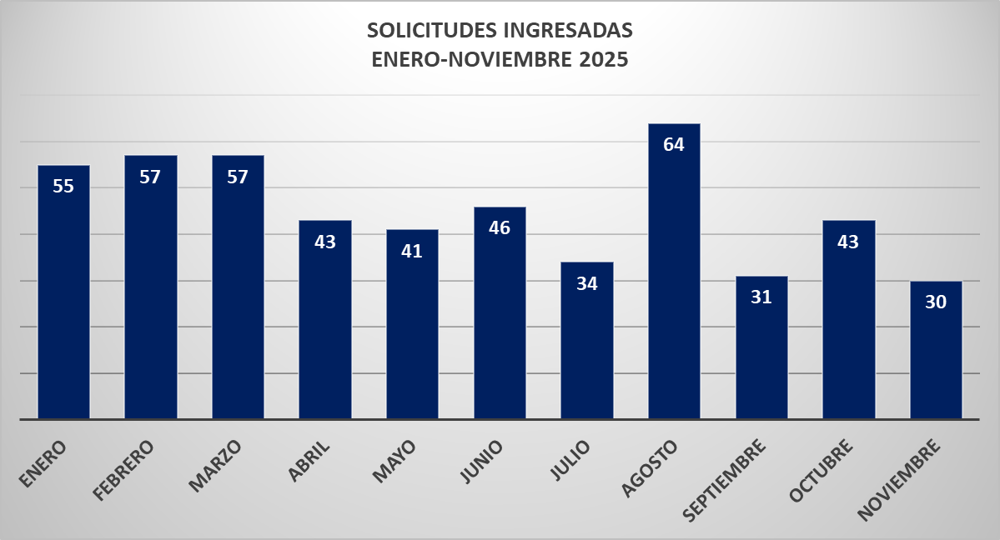 SOLICITUDES INGRESADAS
ENERO-NOVIEMBRE 2025
55
57
57
43
41
46
34
64
31
43
30
ENERO
FEBRERO
MARZO
ABRIL
MAYO
JUNIO
JULIO
AGOSTO
SEPTIEMBRE
OCTUBRE
NOVIEMBRE